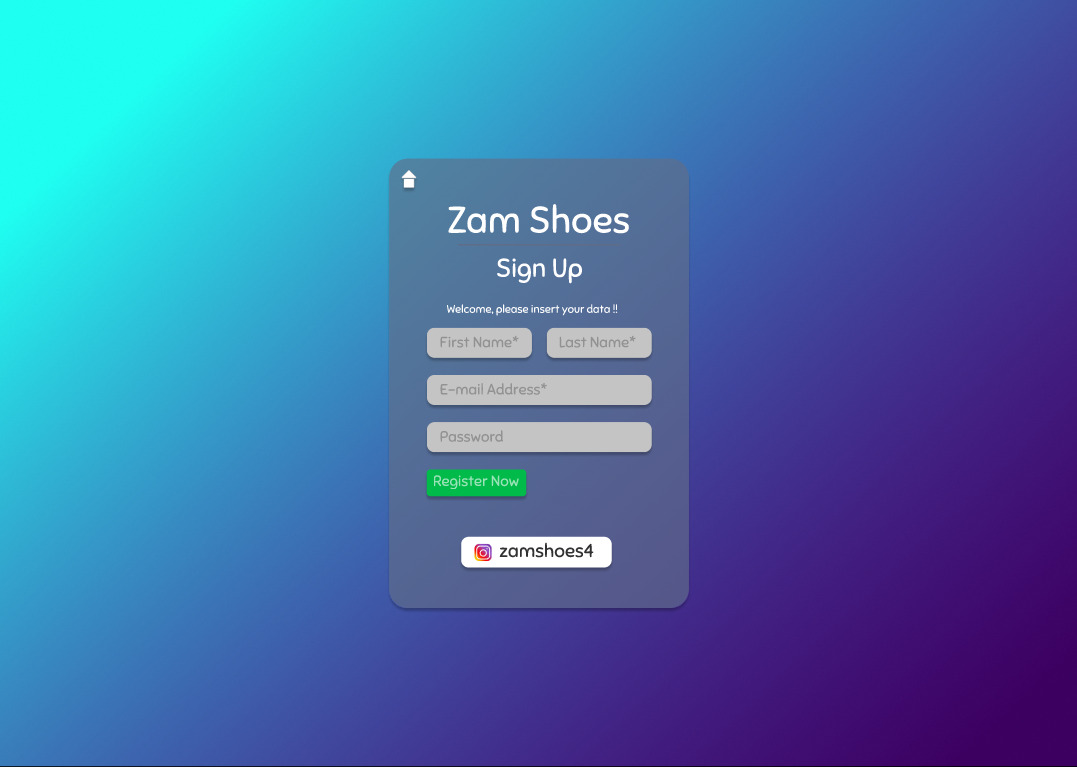 Zam Shoes
Sign Up
Welcome, please insert your data !!
First Name* Last Name*
E-mail Address*
Password
Register Now
zamshoes4